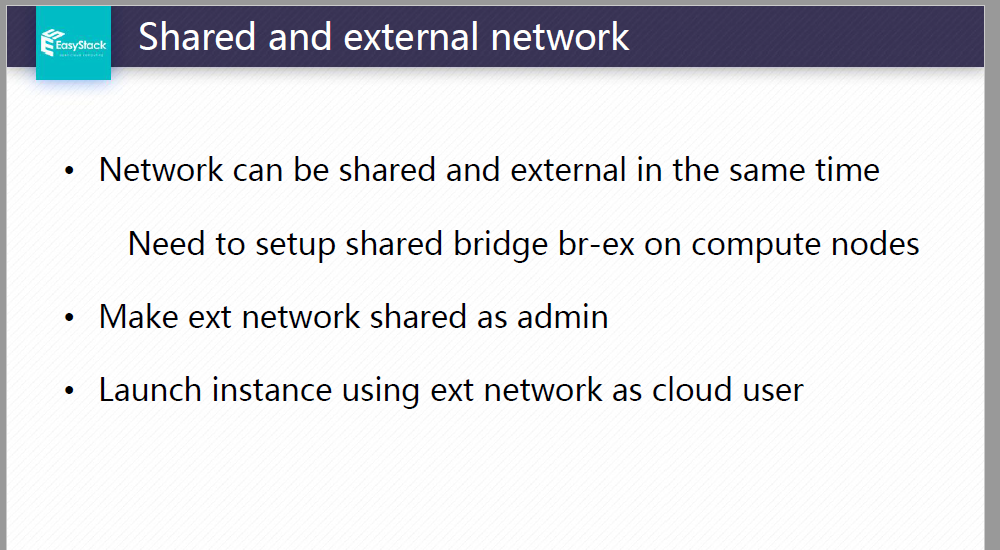 EasyStack
Shared and external network
• Network can be shared and external in the same time
Need to setup shared bridge br-ex on compute nodes
• Make ext network shared as admin
• Launch instance using ext network as cloud user